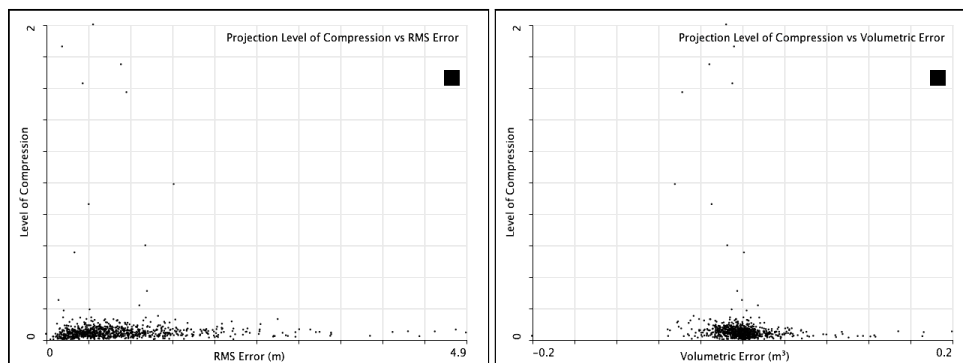 2
Projection Level of Compression vs RMS Error
Level of Compression
0
0
RMS Error (m)
4.9
2
Projection Level of Compression vs Volumetric Error
Level of Compression
0
−0.2
Volumetric Error (m³)
0.2